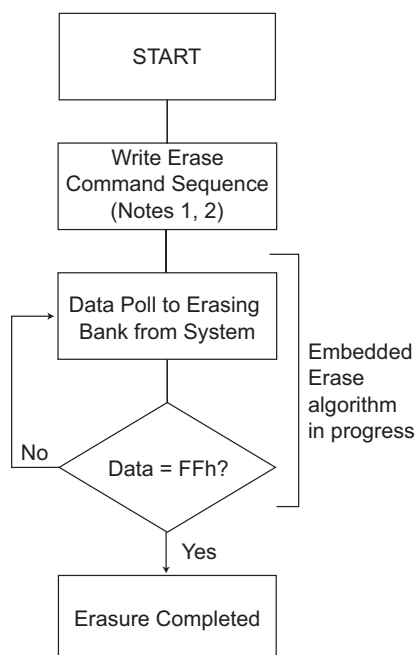 START
Write Erase
Command Sequence
(Notes 1, 2)
Data Poll to Erasing
Bank from System
Embedded
Erase
algorithm
in progress
No
Data = FFh?
Yes
Erasure Completed